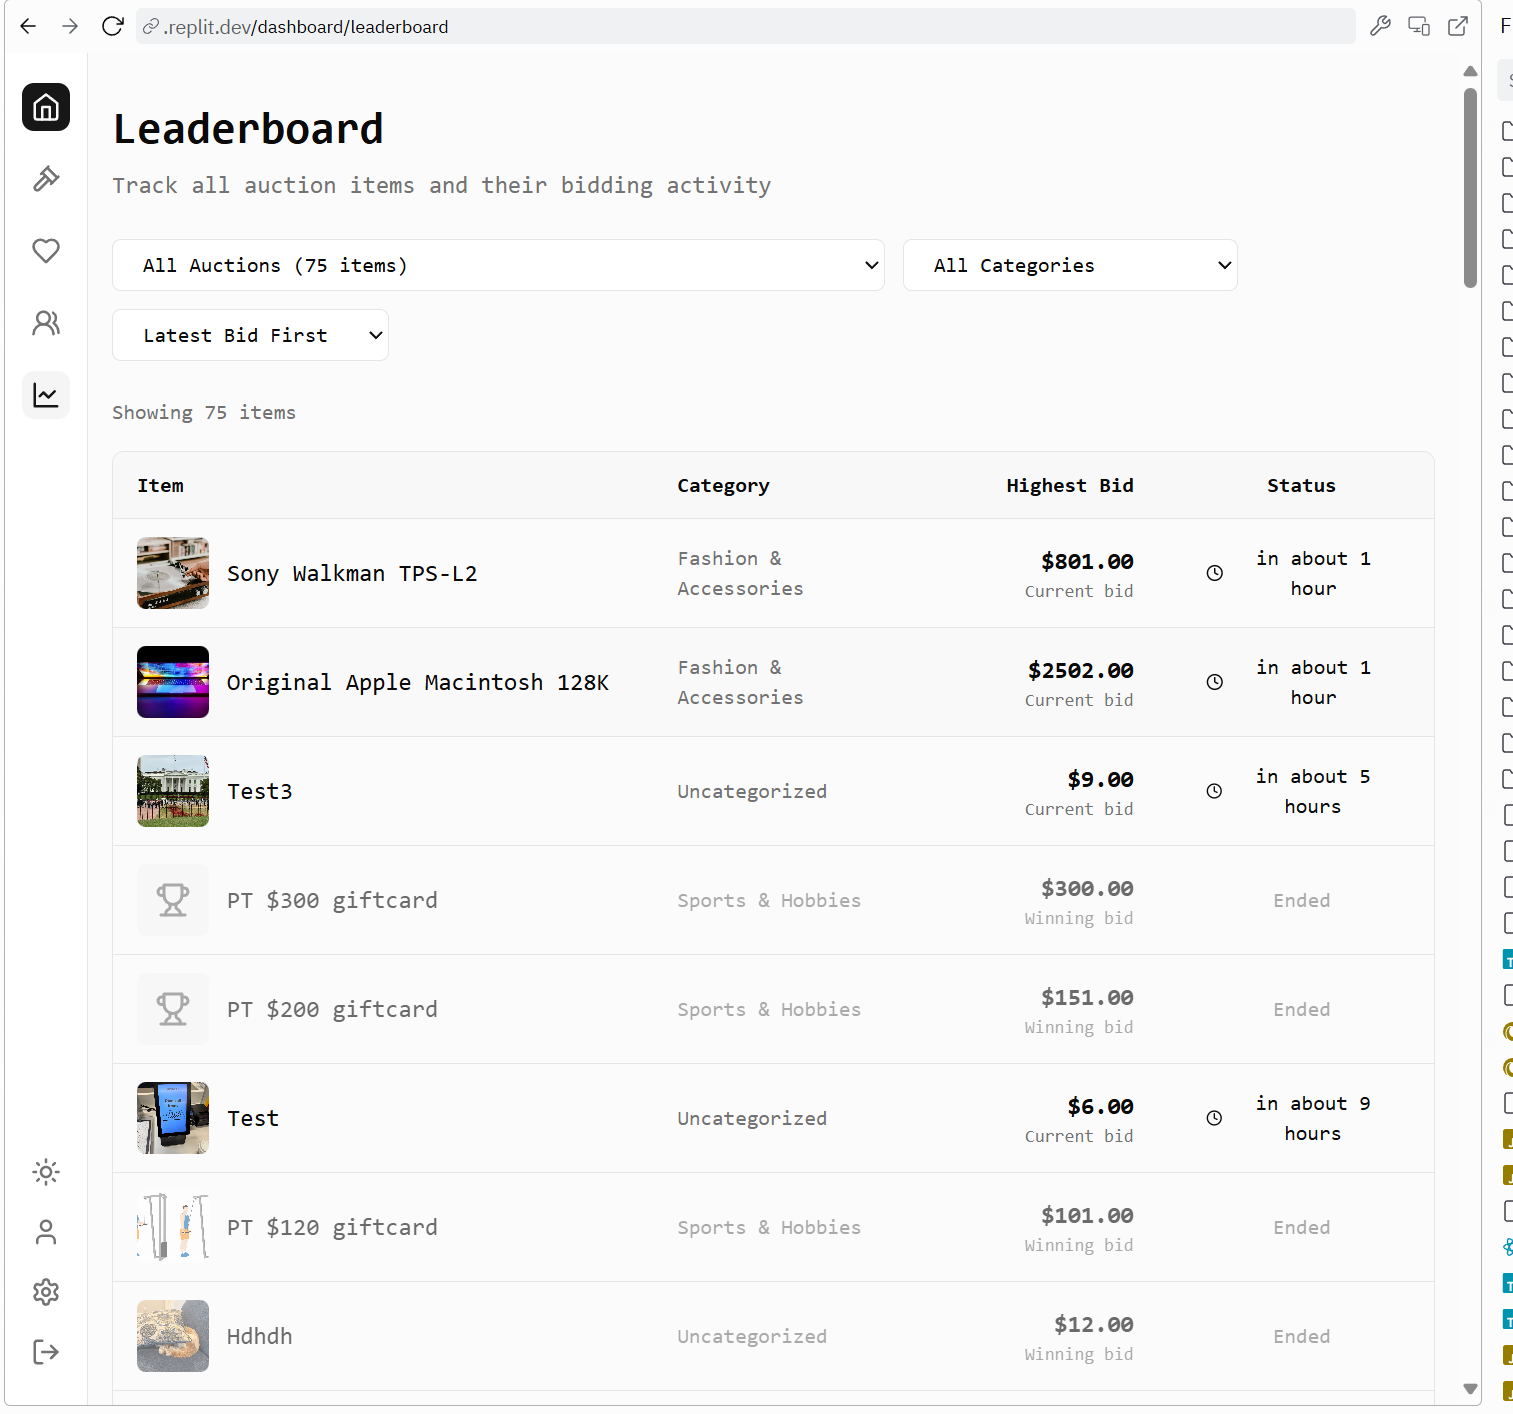 .replit.dev/dashboard/leaderboard
Leaderboard
Track all auction items and their bidding activity
All Auctions (75 items)
All Categories
Latest Bid First
Showing 75 items
Item Category Highest Bid Status
Sony Walkman TPS-L2
Fashion &
Accessories
$801.00
Current bid
in about 1
hour
Original Apple Macintosh 128K
Fashion &
Accessories
$2502.00
Current bid
in about 1
hour
Test3
Uncategorized
$9.00
Current bid
in about 5
hours
PT $300 giftcard
Sports & Hobbies
$300.00
Winning bid
Ended
PT $200 giftcard
Sports & Hobbies
$151.00
Winning bid
Ended
Test
Uncategorized
$6.00
Current bid
in about 9
hours
PT $120 giftcard
Sports & Hobbies
$101.00
Winning bid
Ended
Hdhdh
Uncategorized
$12.00
Winning bid
Ended